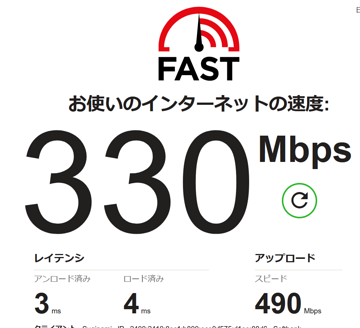 FAST
お使いのインターネットの速度:
330 Mbps
レイテンシ
アンロード済み
ロード済み
3 ms
4 ms
アップロード
スピード
490 Mbps